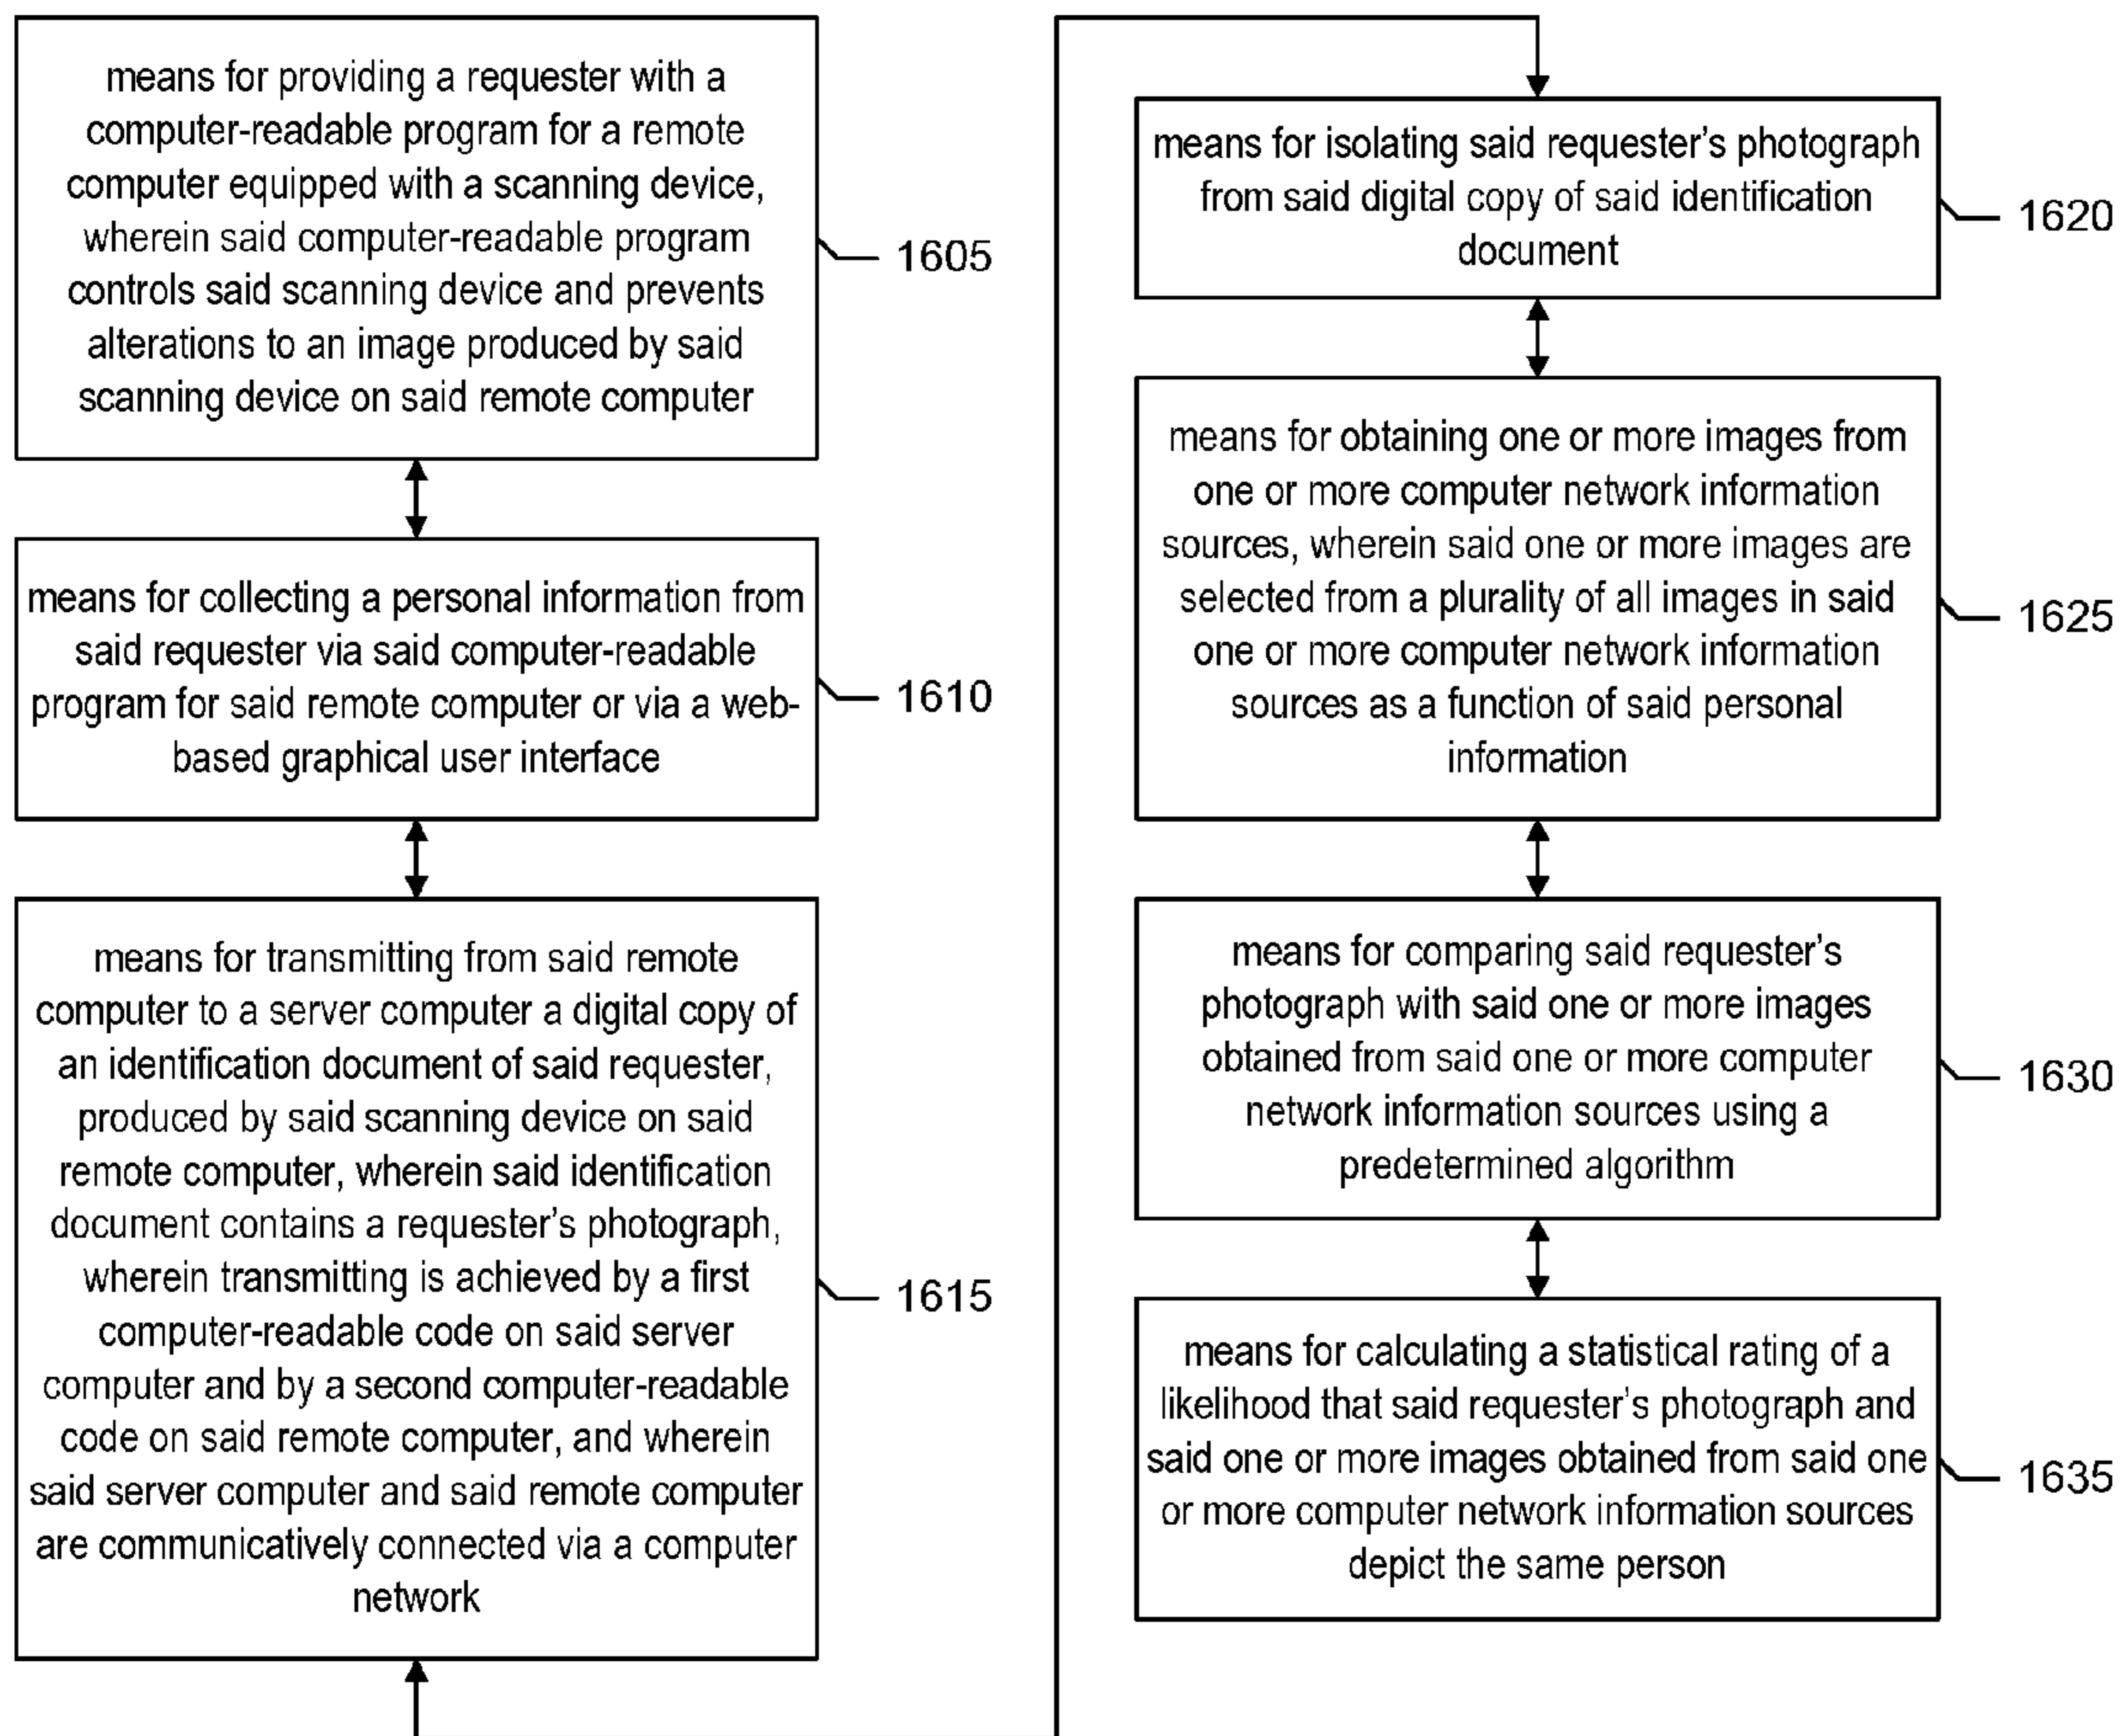 means for providing a requester with a
computer-readable program for a remote
computer equipped with a scanning device,
wherein said computer-readable program
controls said scanning device and prevents
alterations to an image produced by said
scanning device on said remote computer
1605
means for collecting a personal information from
said requester via said computer-readable
program for said remote computer or via a web-
based graphical user interface
1610
means for transmitting from said remote
computer to a server computer a digital copy of
an identification document of said requester,
produced by said scanning device on said
remote computer, wherein said identification
document contains a requester's photograph,
wherein transmitting is achieved by a first
computer-readable code on said server
computer and by a second computer-readable
code on said remote computer, and wherein
said server computer and said remote computer
are communicatively connected via a computer
network
1615
means for isolating said requester's photograph
from said digital copy of said identification
document
1620
means for obtaining one or more images from
one or more computer network information
sources, wherein said one or more images are
selected from a plurality of all images in said
one or more computer network information
sources as a function of said personal
information
1625
means for comparing said requester's
photograph with said one or more images
obtained from said one or more computer
network information sources using a
predetermined algorithm
1630
means for calculating a statistical rating of a
likelihood that said requester's photograph and
said one or more images obtained from said one
or more computer network information sources
depict the same person
1635